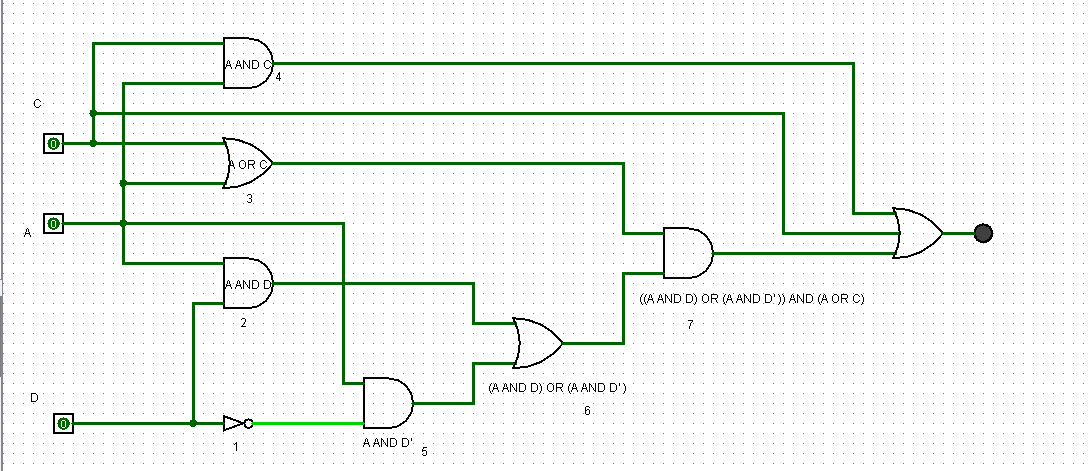 A AND C
4
C
0
A OR C
3
0
A
A AND D
2
((A AND D) OR (A AND D')) AND (A OR C)
7
(A AND D) OR (A AND D')
6
D
0
1
A AND D'
5